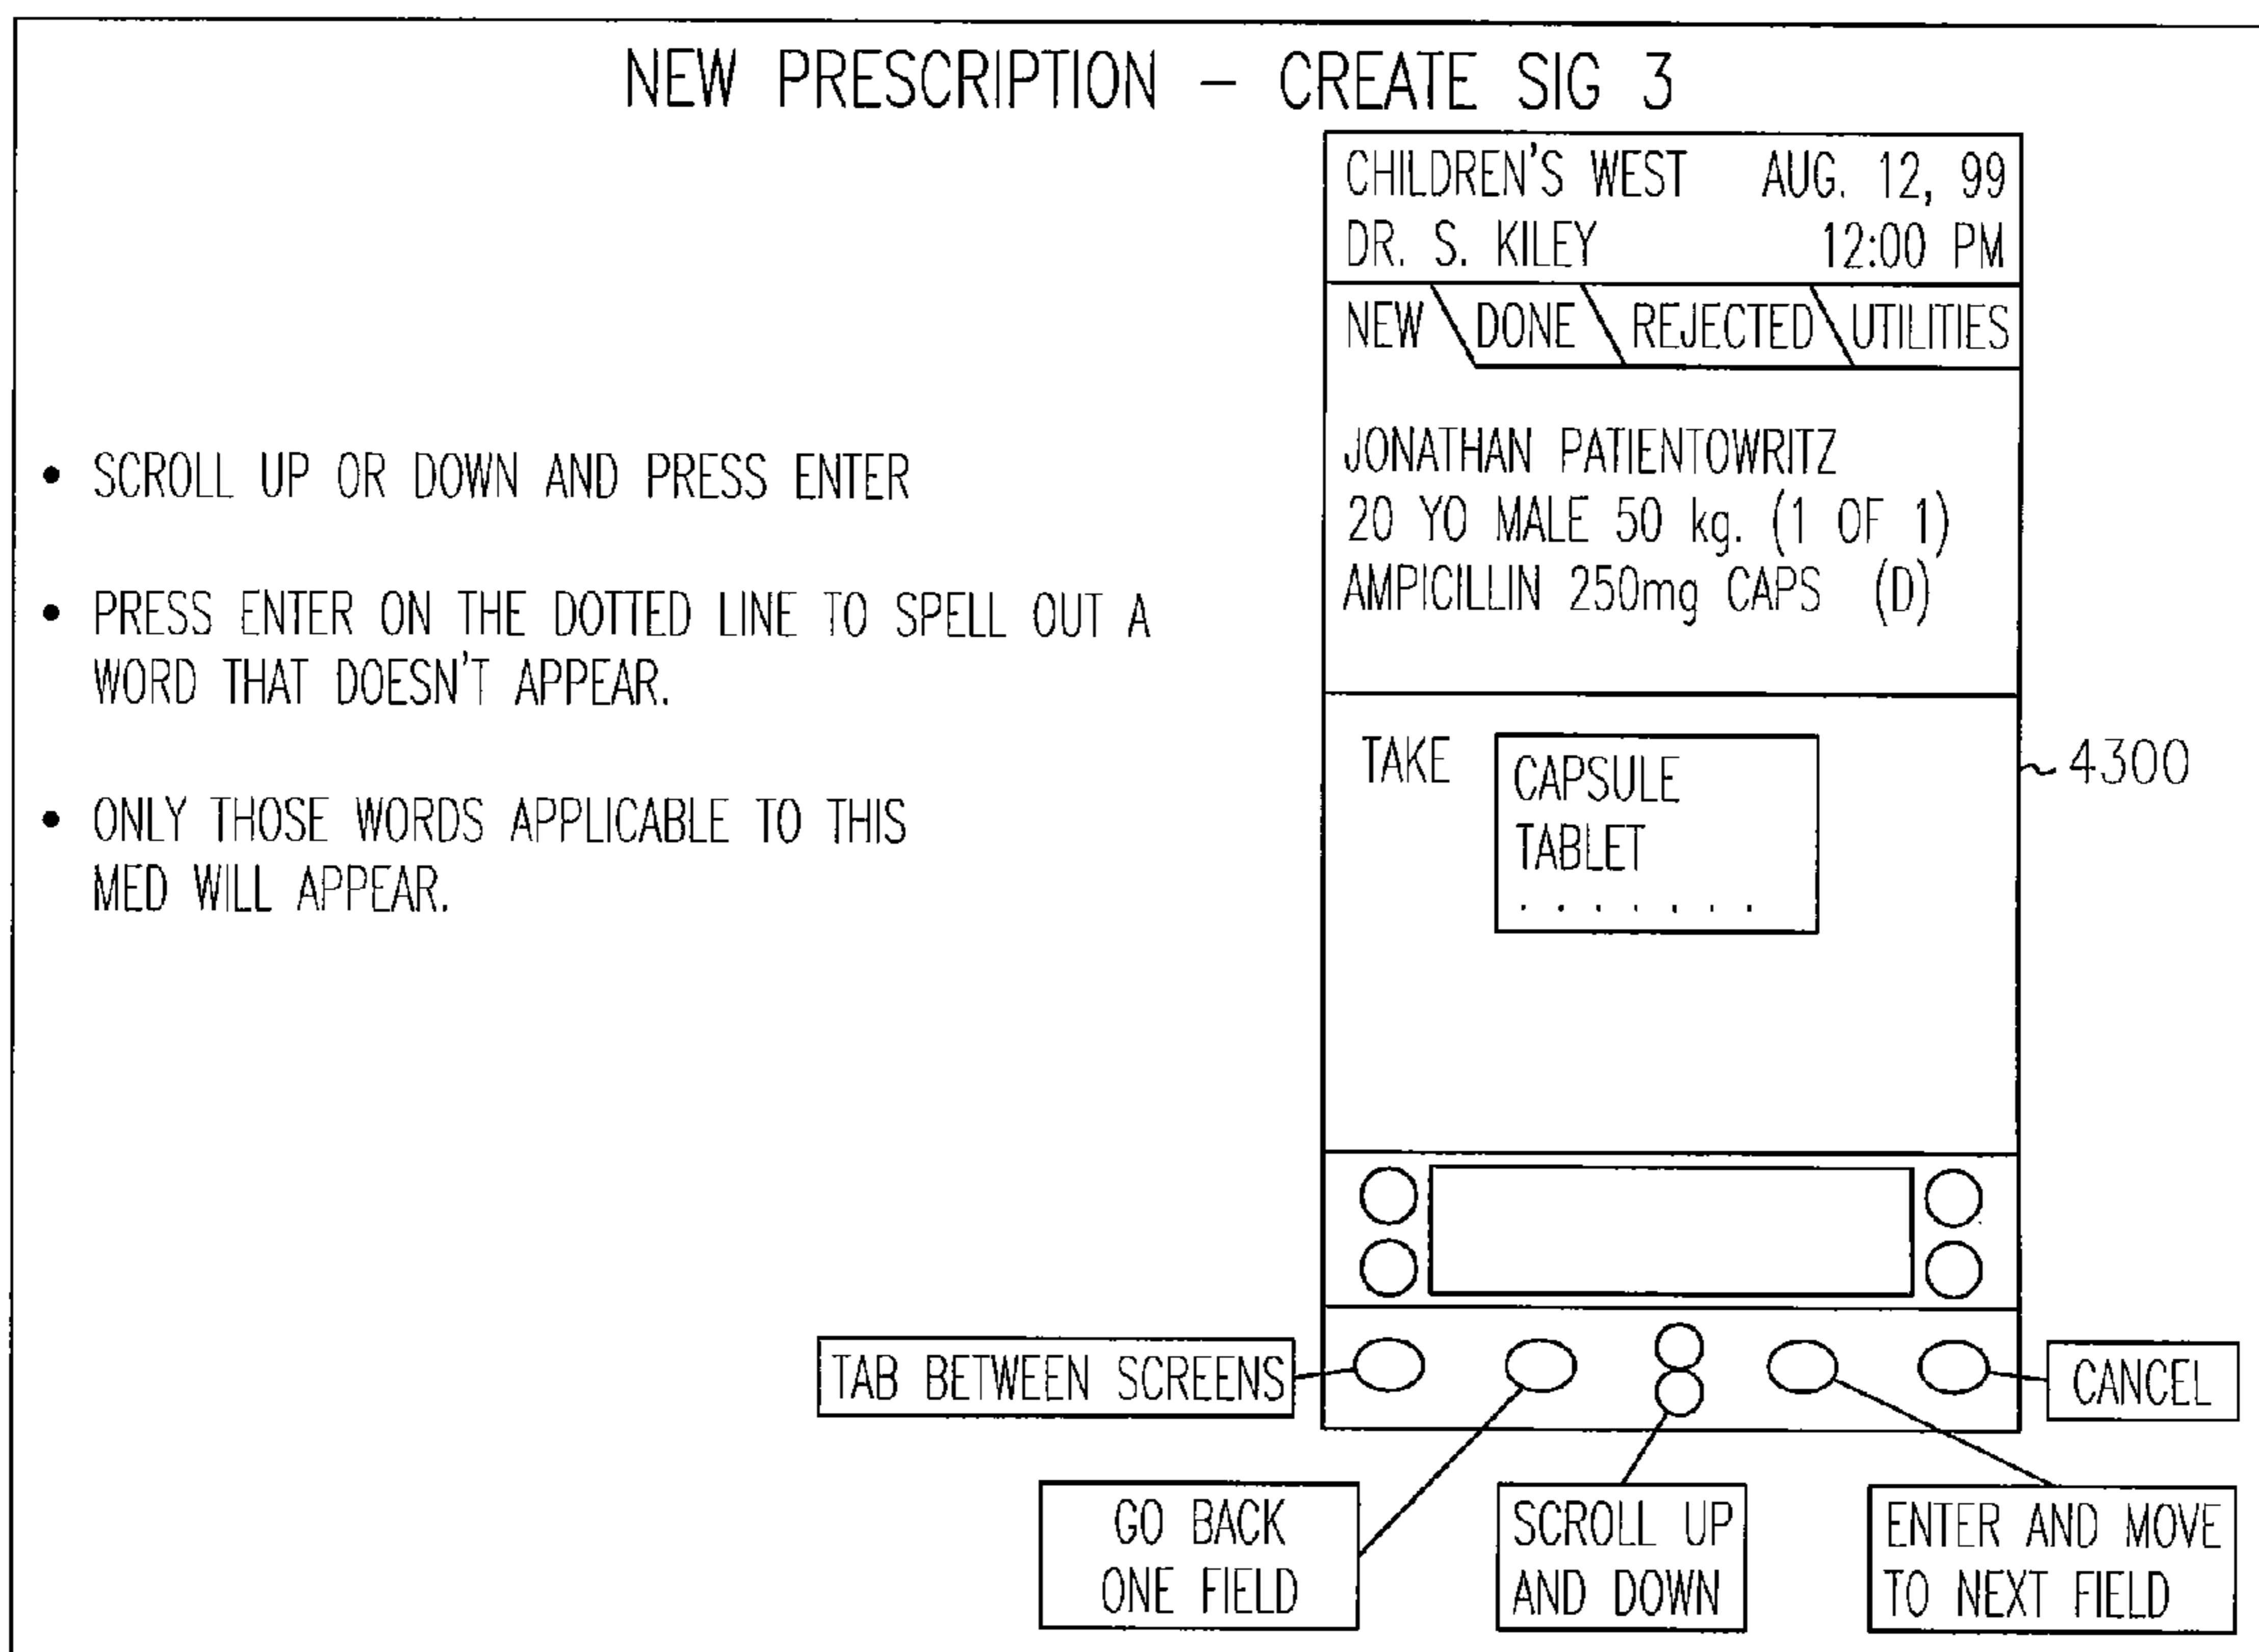 NEW PRESCRIPTION – CREATE SIG 3
• SCROLL UP OR DOWN AND PRESS ENTER
• PRESS ENTER ON THE DOTTED LINE TO SPELL OUT A
WORD THAT DOESN'T APPEAR.
• ONLY THOSE WORDS APPLICABLE TO THIS
MED WILL APPEAR.
CHILDREN'S WEST AUG. 12, 99
DR. S. KILEY 12:00 PM
NEW DONE REJECTED UTILITIES
JONATHAN PATIENTOWRITZ
20 YO MALE 50 kg. (1 OF 1)
AMPICILLIN 250mg CAPS (D)
TAKE CAPSULE
TABLET
. . . . . . .
4300
TAB BETWEEN SCREENS
CANCEL
GO BACK
ONE FIELD
SCROLL UP
AND DOWN
ENTER AND MOVE
TO NEXT FIELD